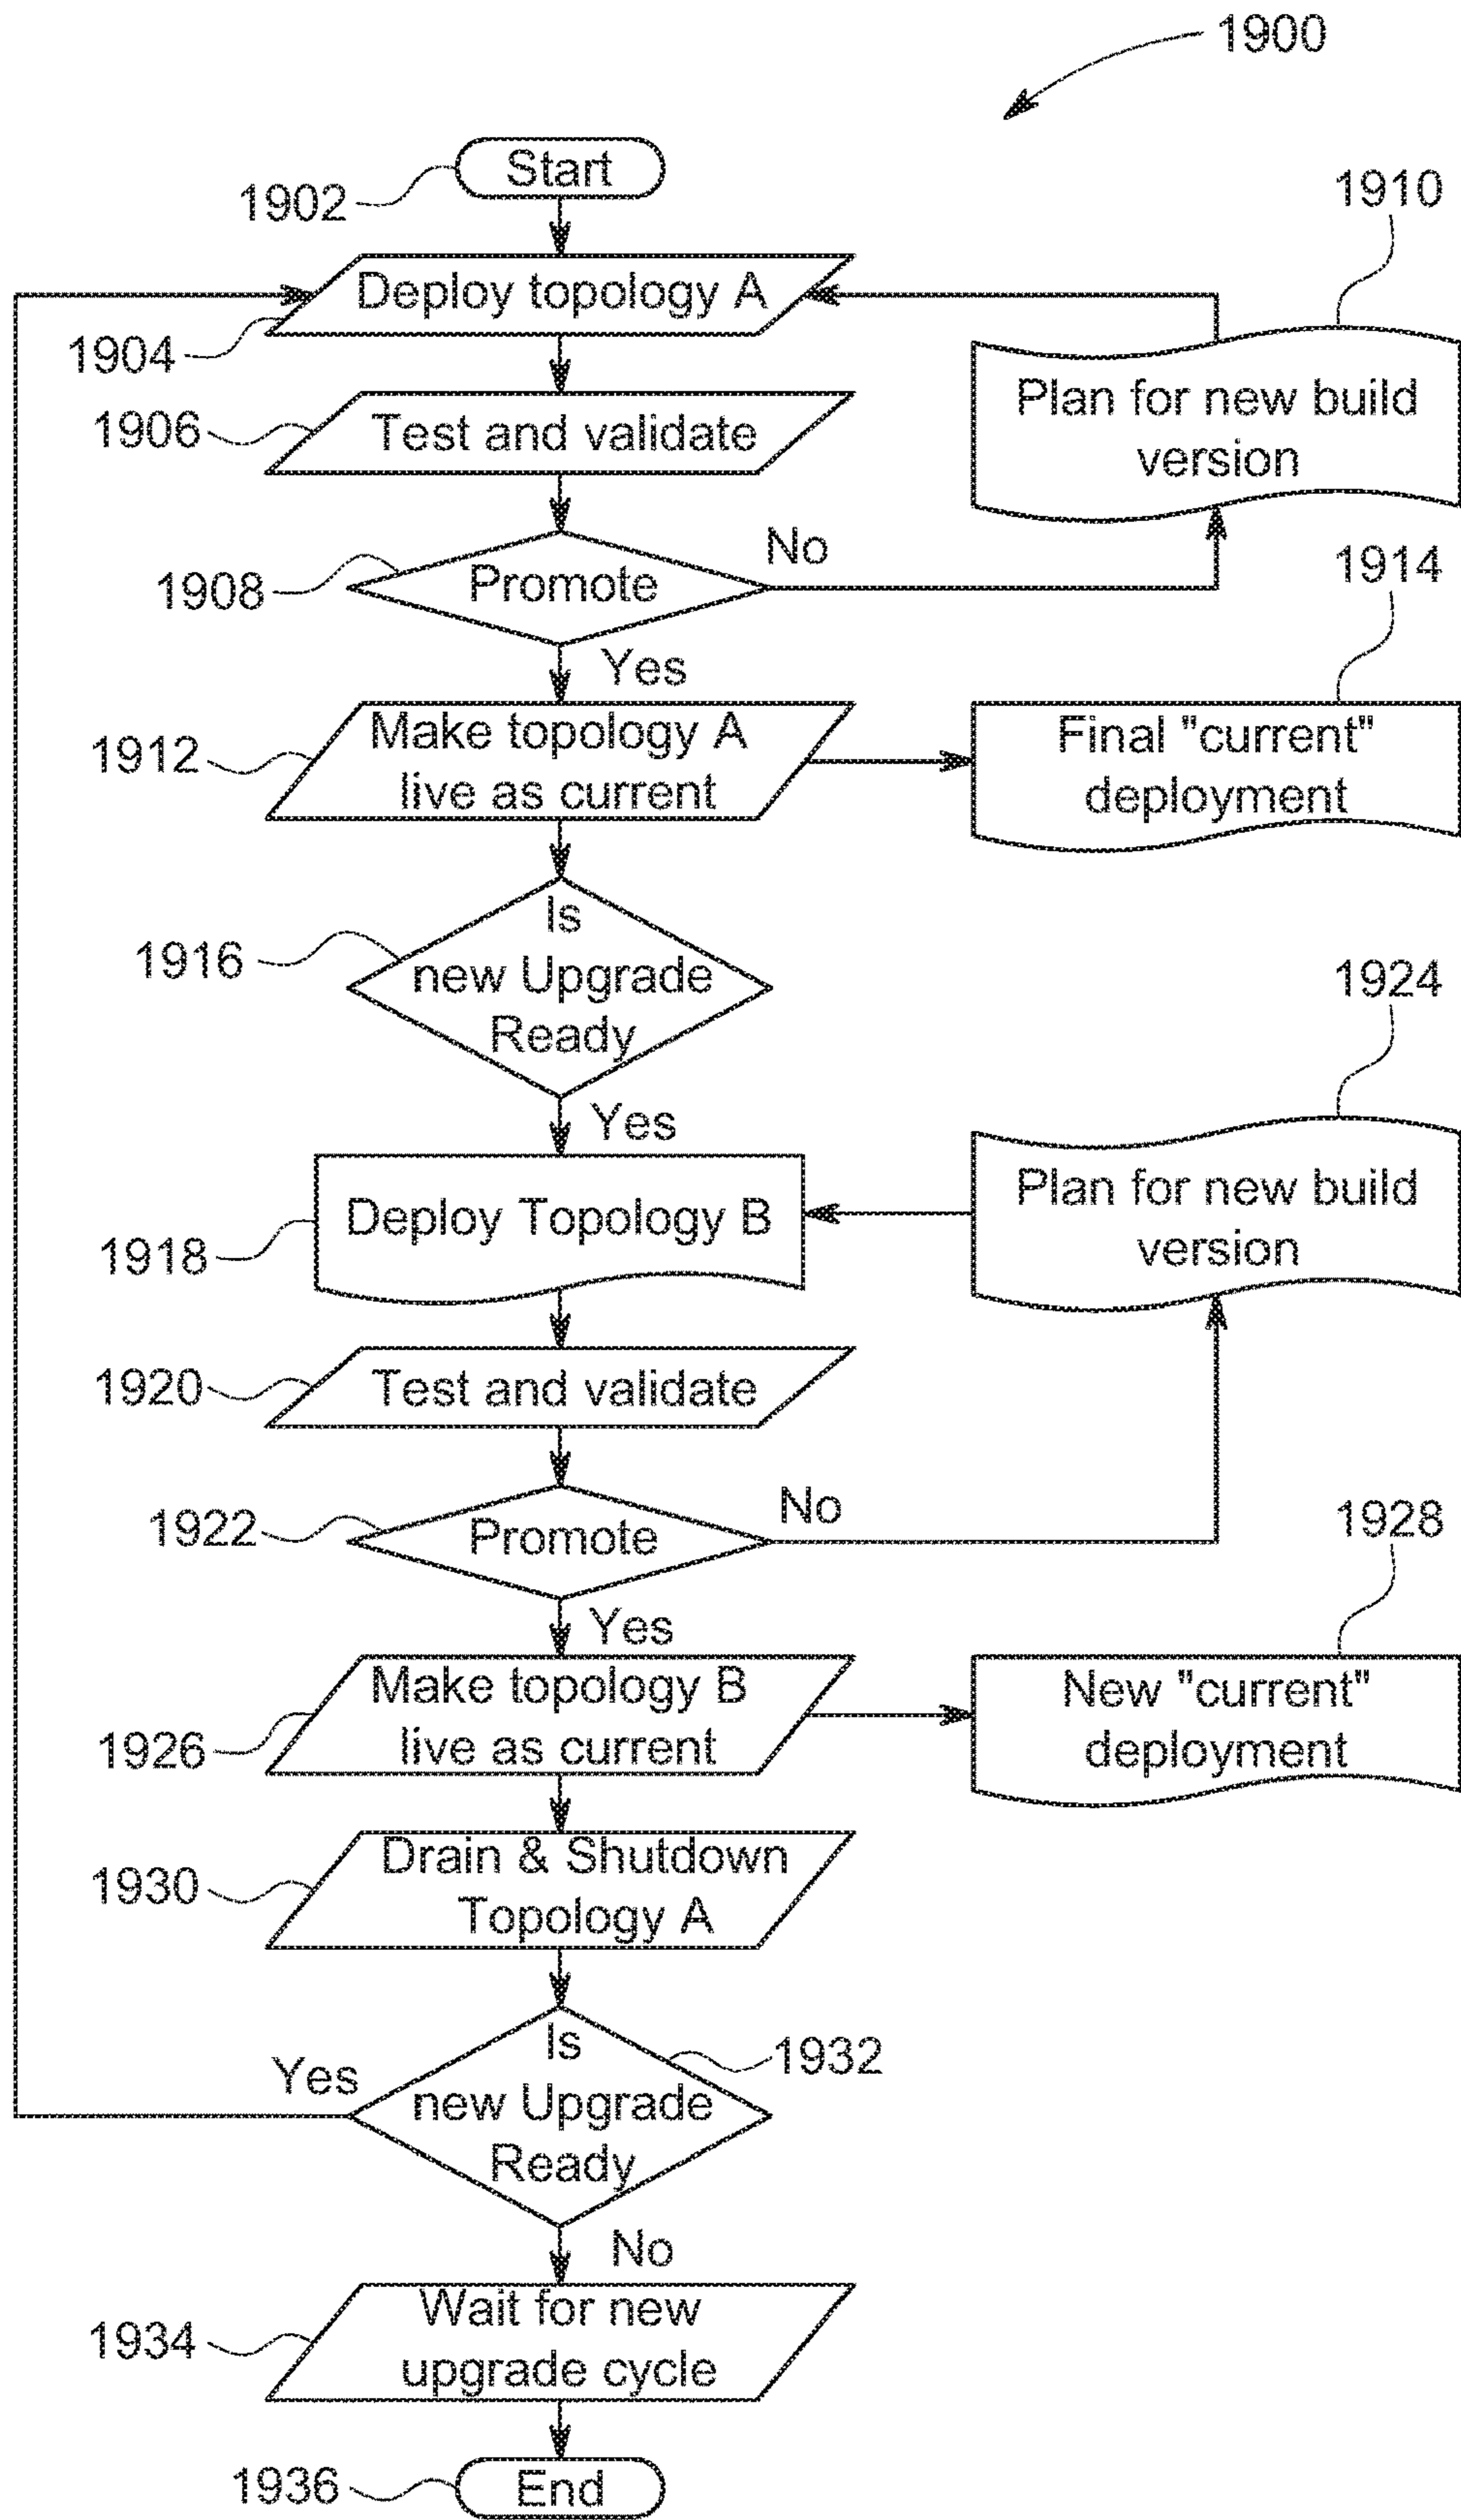 1900
Start
1902
1910
Deploy topology A
1904
Plan for new build
version
1906
Test and validate
No
1914
1908
Promote
Yes
Make topology A
live as current
1912
Final "current"
deployment
Is
new Upgrade
Ready
1916
1924
Yes
Plan for new build
version
Deploy Topology B
1918
1920
Test and validate
No
1928
1922
Promote
Yes
Make topology B
live as current
1926
New "current"
deployment
Drain & Shutdown
Topology A
1930
Is
new Upgrade
Ready
1932
Yes
No
Wait for new
upgrade cycle
1934
1936
End